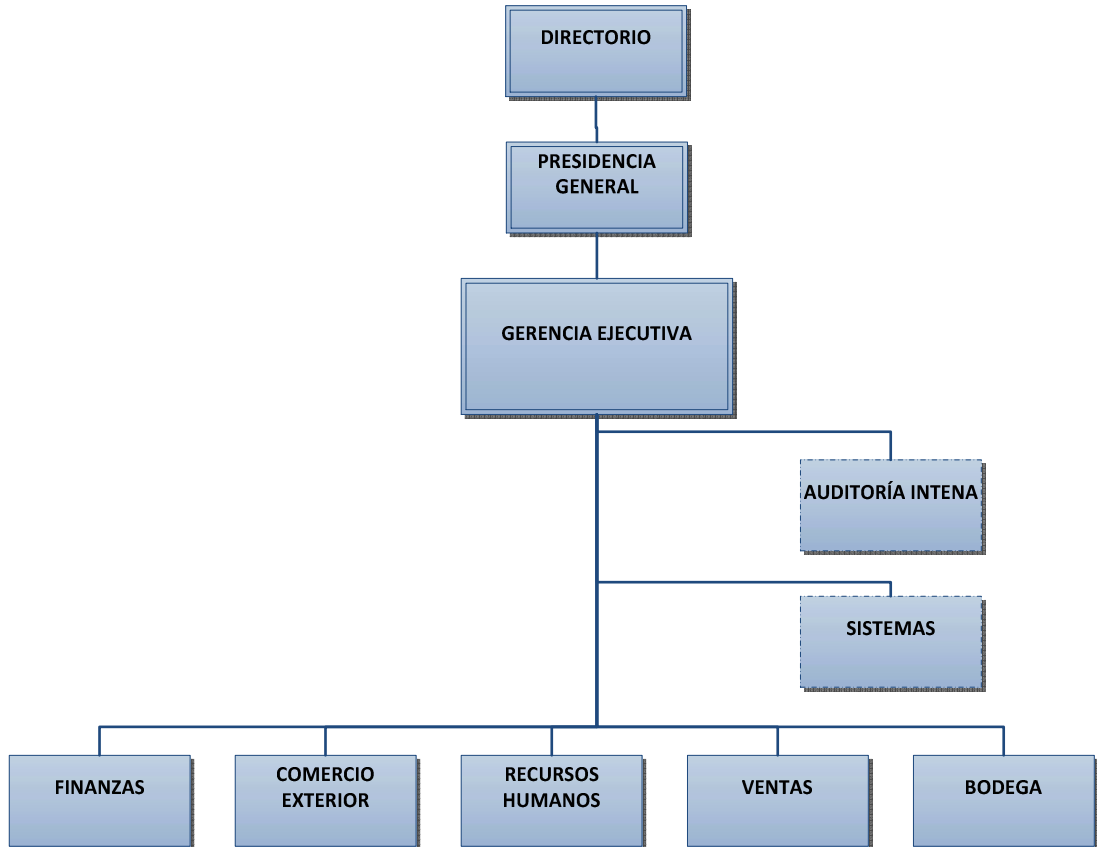 DIRECTORIO
PRESIDENCIA
GENERAL
GERENCIA EJECUTIVA
AUDITORÍA INTENA
SISTEMAS
FINANZAS
COMERCIO
EXTERIOR
RECURSOS
HUMANOS
VENTAS
BODEGA